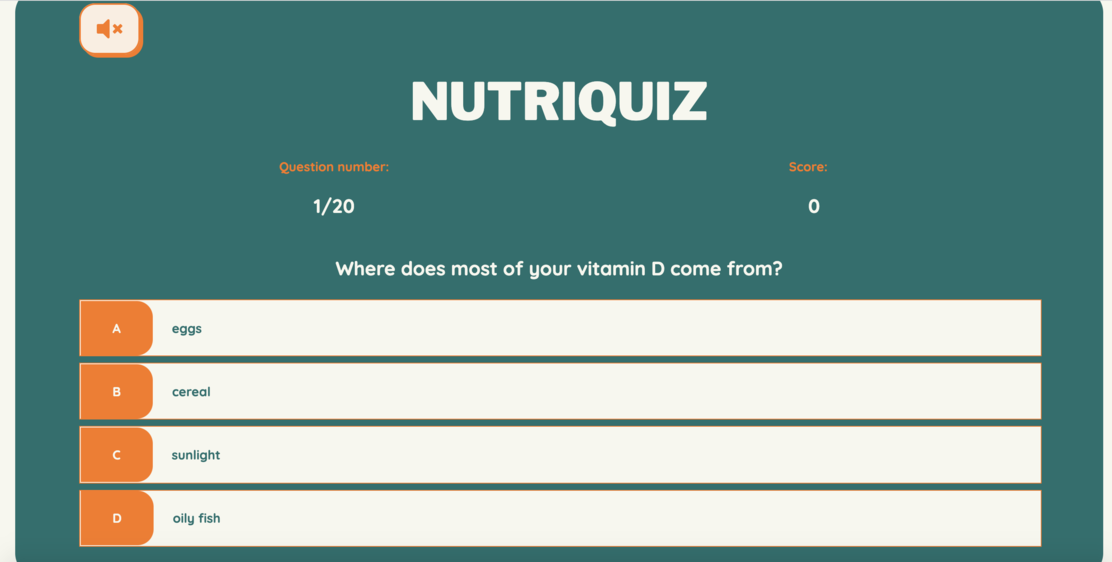 NUTRIQUIZ
Question number:
Score:
1/20
0
Where does most of your vitamin D come from?
A eggs
B cereal
C sunlight
D oily fish